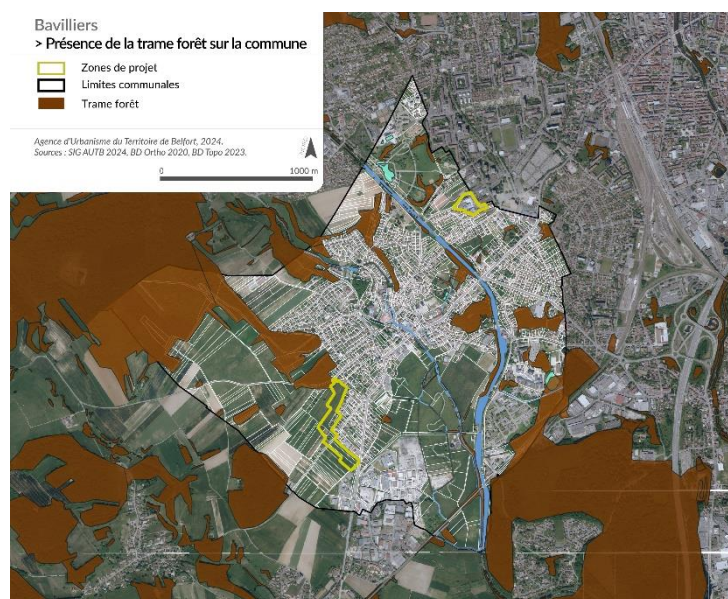 Bavilliers
> Présence de la trame forêt sur la commune
Zones de projet
Limites communales
Trame forêt
Agence d'Urbanisme du Territoire de Belfort, 2024.
Sources : SIG AUTB 2024, BD Ortho 2020, BD Topo 2023.
0 1000 m